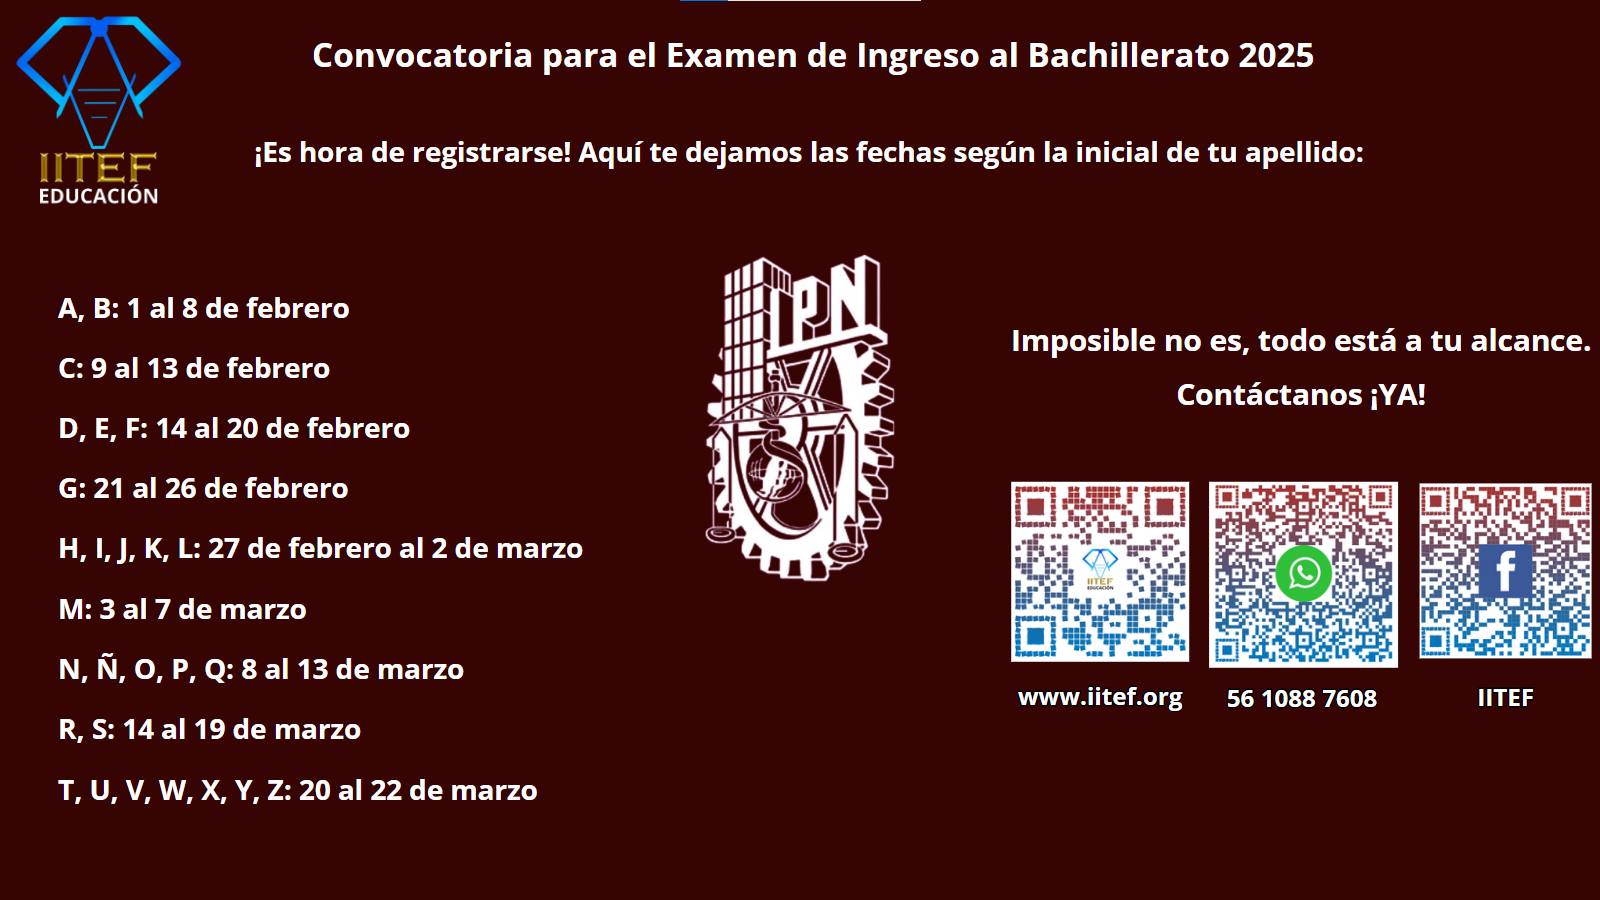 Convocatoria para el Examen de Ingreso al Bachillerato 2025
IITEF
EDUCACIÓN
¡Es hora de registrarse! Aquí te dejamos las fechas según la inicial de tu apellido:
A, B: 1 al 8 de febrero
C: 9 al 13 de febrero
D, E, F: 14 al 20 de febrero
G: 21 al 26 de febrero
H, I, J, K, L: 27 de febrero al 2 de marzo
M: 3 al 7 de marzo
N, Ñ, O, P, Q: 8 al 13 de marzo
R, S: 14 al 19 de marzo
T, U, V, W, X, Y, Z: 20 al 22 de marzo
IPN
Imposible no es, todo está a tu alcance.
Contáctanos ¡YA!
IITEF
EDUCACIÓN
www.iitef.org
56 1088 7608
IITEF